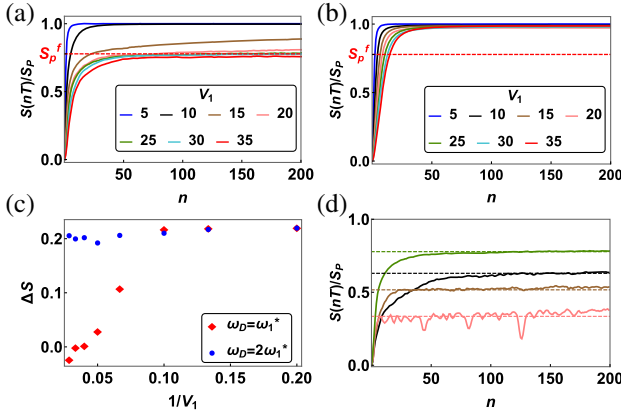 (a)
1.0
S_p^f
0.5
0.0
S(nT)/S_P
V_1
5 10 15 20
25 30 35
0 50 100 150 200
n
(b)
1.0
S_p^f
0.5
0.0
S(nT)/S_P
V_1
5 10 15 20
25 30 35
0 50 100 150 200
n
(c)
0.2
0.1
0.0
ΔS
ω_D=ω_1*
ω_D=2ω_1*
0.05 0.10 0.15 0.20
1/V_1
(d)
1.0
0.5
0.0
S(nT)/S_P
0 50 100 150 200
n